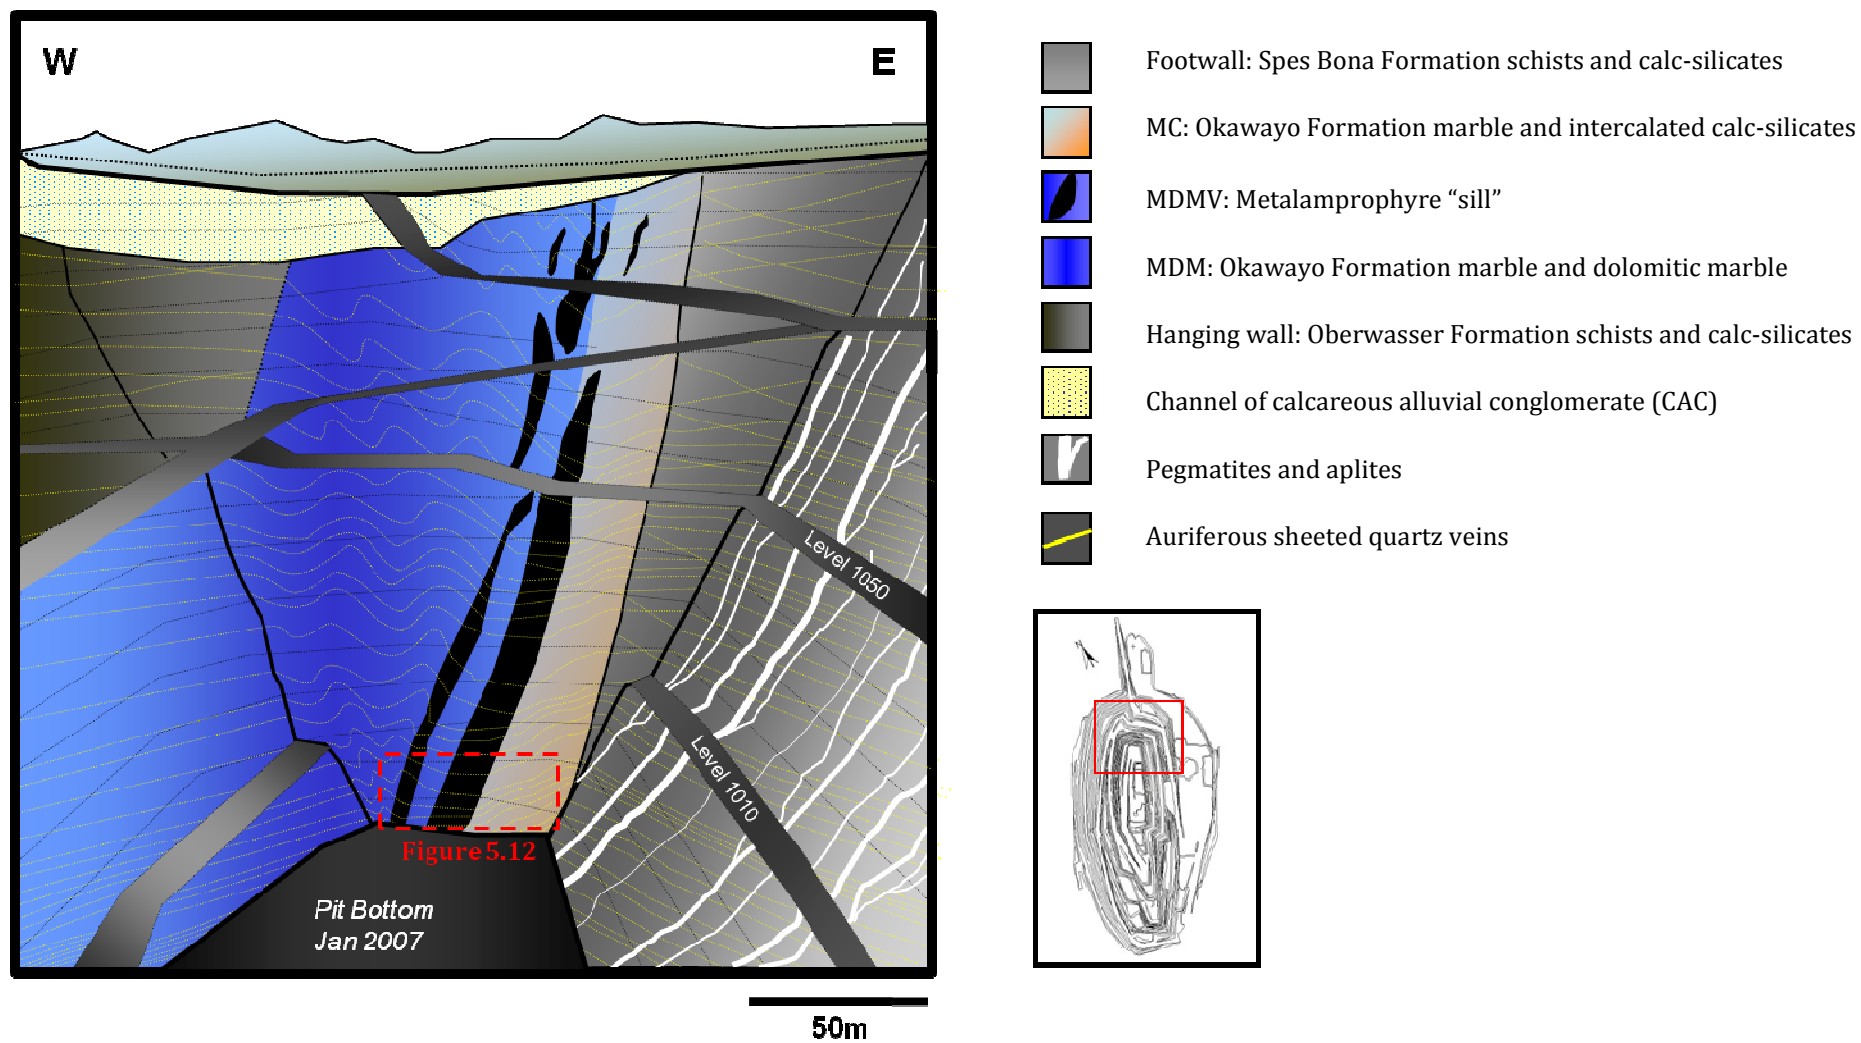 W
E
Level 1050
Level 1010
Figure 5.12
Pit Bottom
Jan 2007
50m
Footwall: Spes Bona Formation schists and calc-silicates
MC: Okawayo Formation marble and intercalated calc-silicates
MDMV: Metalamprophyre “sill”
MDM: Okawayo Formation marble and dolomitic marble
Hanging wall: Oberwasser Formation schists and calc-silicates
Channel of calcareous alluvial conglomerate (CAC)
Pegmatites and aplites
Auriferous sheeted quartz veins